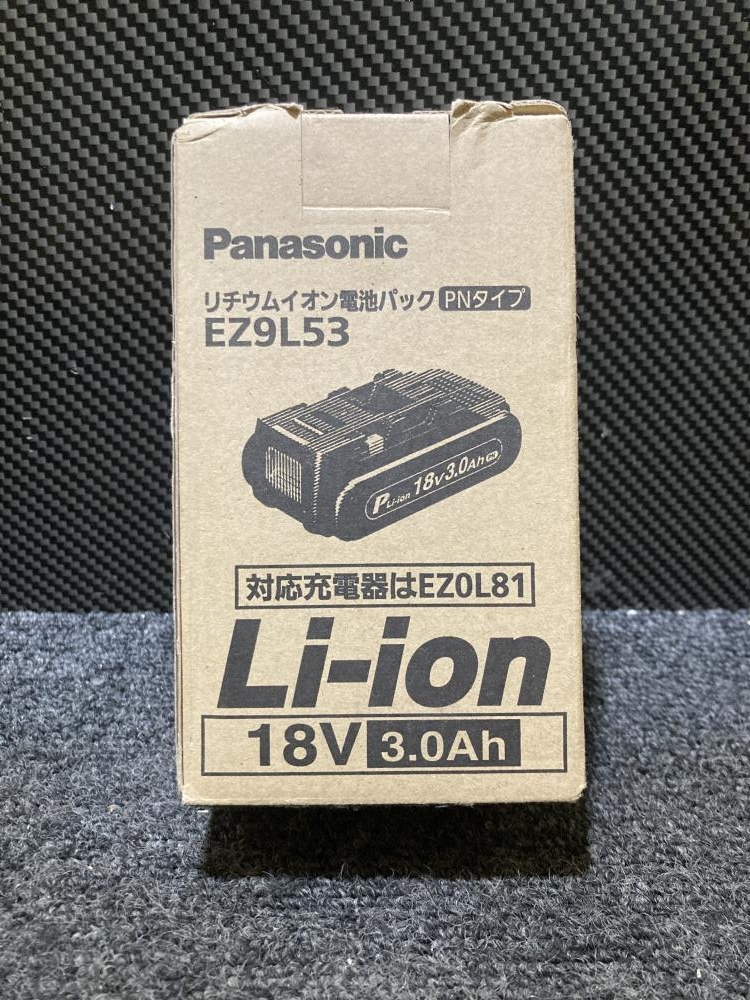 Panasonic
リチウムイオン電池パック PNタイプ
EZ9L53
P Li-ion 18V 3.0Ah PN
対応充電器はEZ0L81
Li-ion
18V 3.0Ah